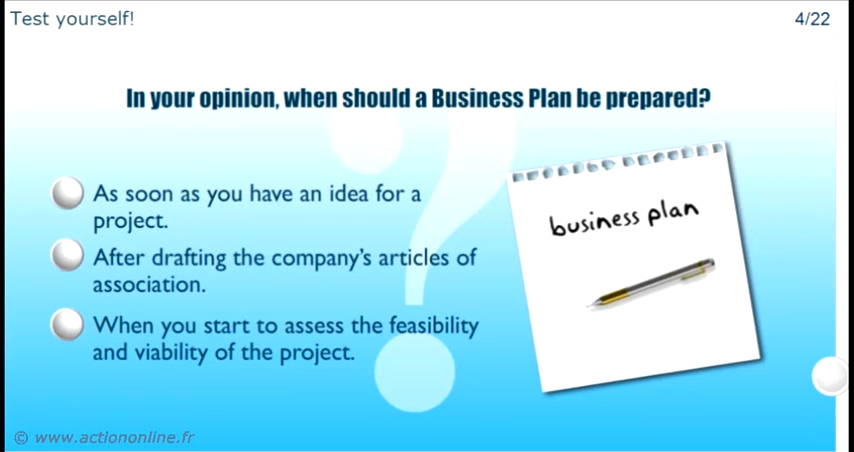 Test yourself!
4/22
In your opinion, when should a Business Plan be prepared?
As soon as you have an idea for a
project.
After drafting the company's articles of
association.
When you start to assess the feasibility
and viability of the project.
business plan
© www.actiononline.fr